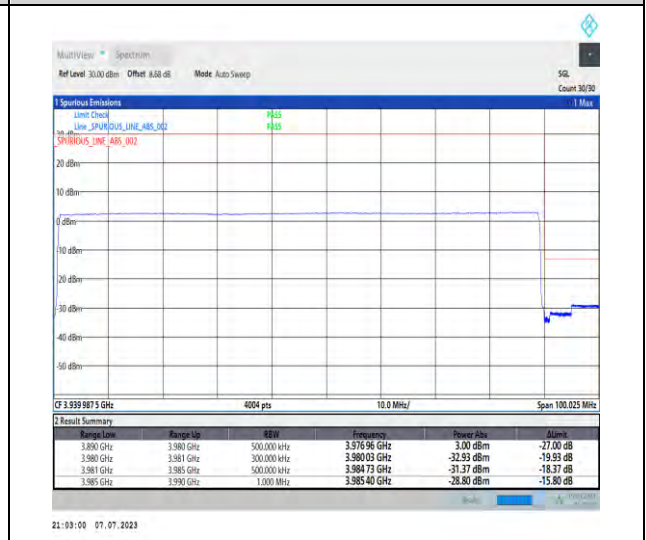 MultiView Spectrum
Ref Level 30.00 dBm Offset 8.68 dB Mode Auto Sweep SGL
Count 30/30
1 Spurious Emissions 1 Max
Limit Check PASS
Line _SPURIOUS_LINE_ABS_002 PASS
_SPURIOUS_LINE_ABS_002
20 dBm
10 dBm
0 dBm
-10 dBm
-20 dBm
-30 dBm
-40 dBm
-50 dBm
CF 3.939 987 5 GHz 4004 pts 10.0 MHz/ Span 100.025 MHz
2 Result Summary
Range Low Range Up RBW Frequency Power Abs ΔLimit
3.890 GHz 3.980 GHz 500.000 kHz 3.976 96 GHz 3.00 dBm -27.00 dB
3.980 GHz 3.981 GHz 300.000 kHz 3.980 03 GHz -32.93 dBm -19.93 dB
3.981 GHz 3.985 GHz 500.000 kHz 3.984 73 GHz -31.37 dBm -18.37 dB
3.985 GHz 3.990 GHz 1.000 MHz 3.985 40 GHz -28.80 dBm -15.80 dB
21:03:00 07.07.2023